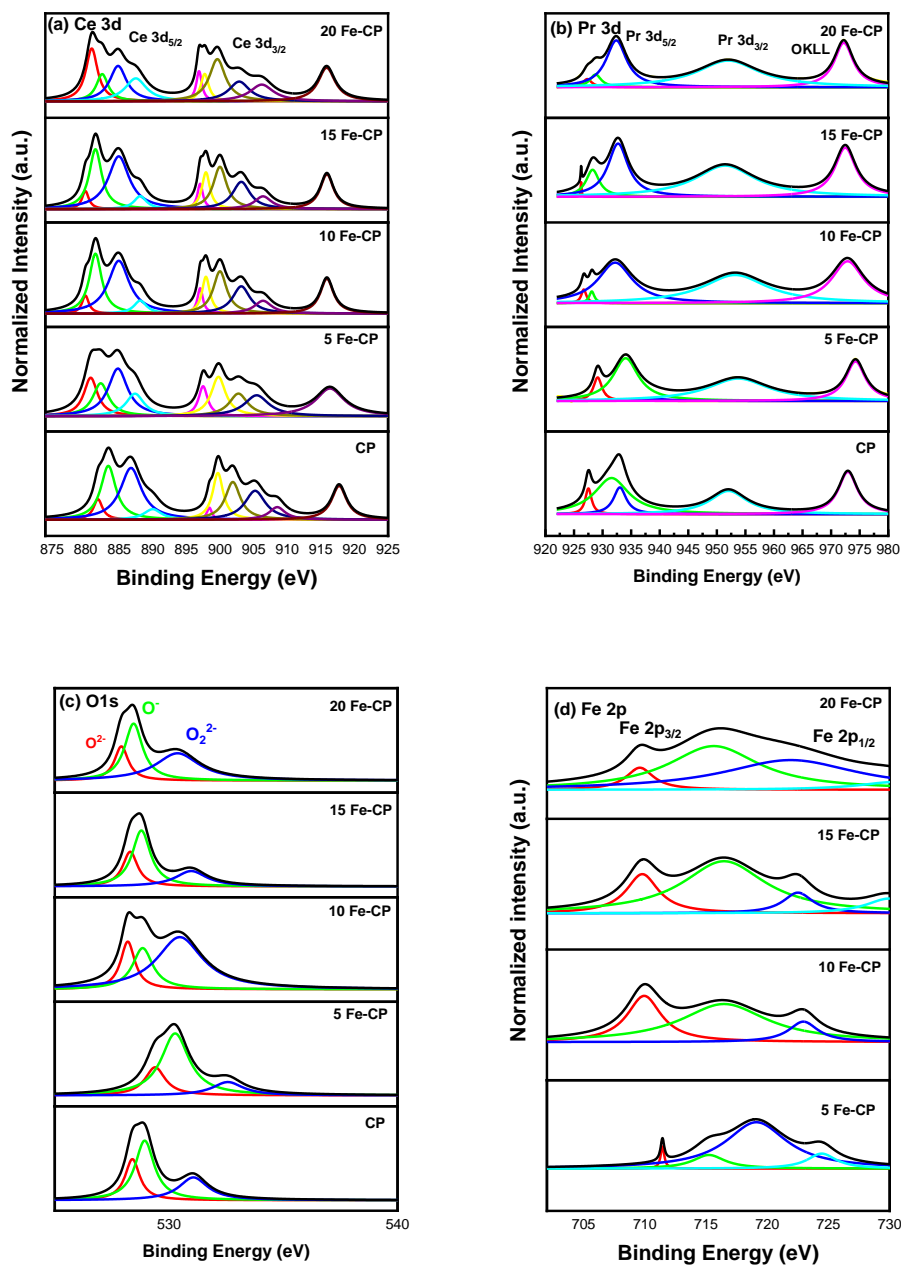 (a) Ce 3d
20 Fe-CP
Ce 3d5/2
Ce 3d3/2
15 Fe-CP
10 Fe-CP
5 Fe-CP
CP
Normalized Intensity (a.u.)
875 880 885 890 895 900 905 910 915 920 925
Binding Energy (eV)
(b) Pr 3d
20 Fe-CP
Pr 3d5/2
Pr 3d3/2
OKLL
15 Fe-CP
10 Fe-CP
5 Fe-CP
CP
Normalized Intensity (a.u.)
920 925 930 935 940 945 950 955 960 965 970 975 980
Binding Energy (eV)
(c) O1s
O-
20 Fe-CP
O2-
O22-
15 Fe-CP
10 Fe-CP
5 Fe-CP
CP
530 540
Binding Energy (eV)
(d) Fe 2p
20 Fe-CP
Fe 2p3/2
Fe 2p1/2
15 Fe-CP
10 Fe-CP
5 Fe-CP
Normalized intensity (a.u.)
705 710 715 720 725 730
Binding Energy (eV)